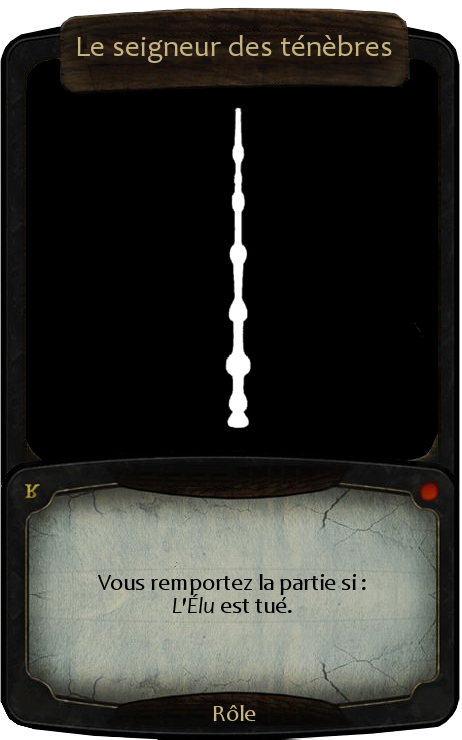 Le seigneur des ténèbres
Vous remportez la partie si :
L'Élu est tué.
Rôle